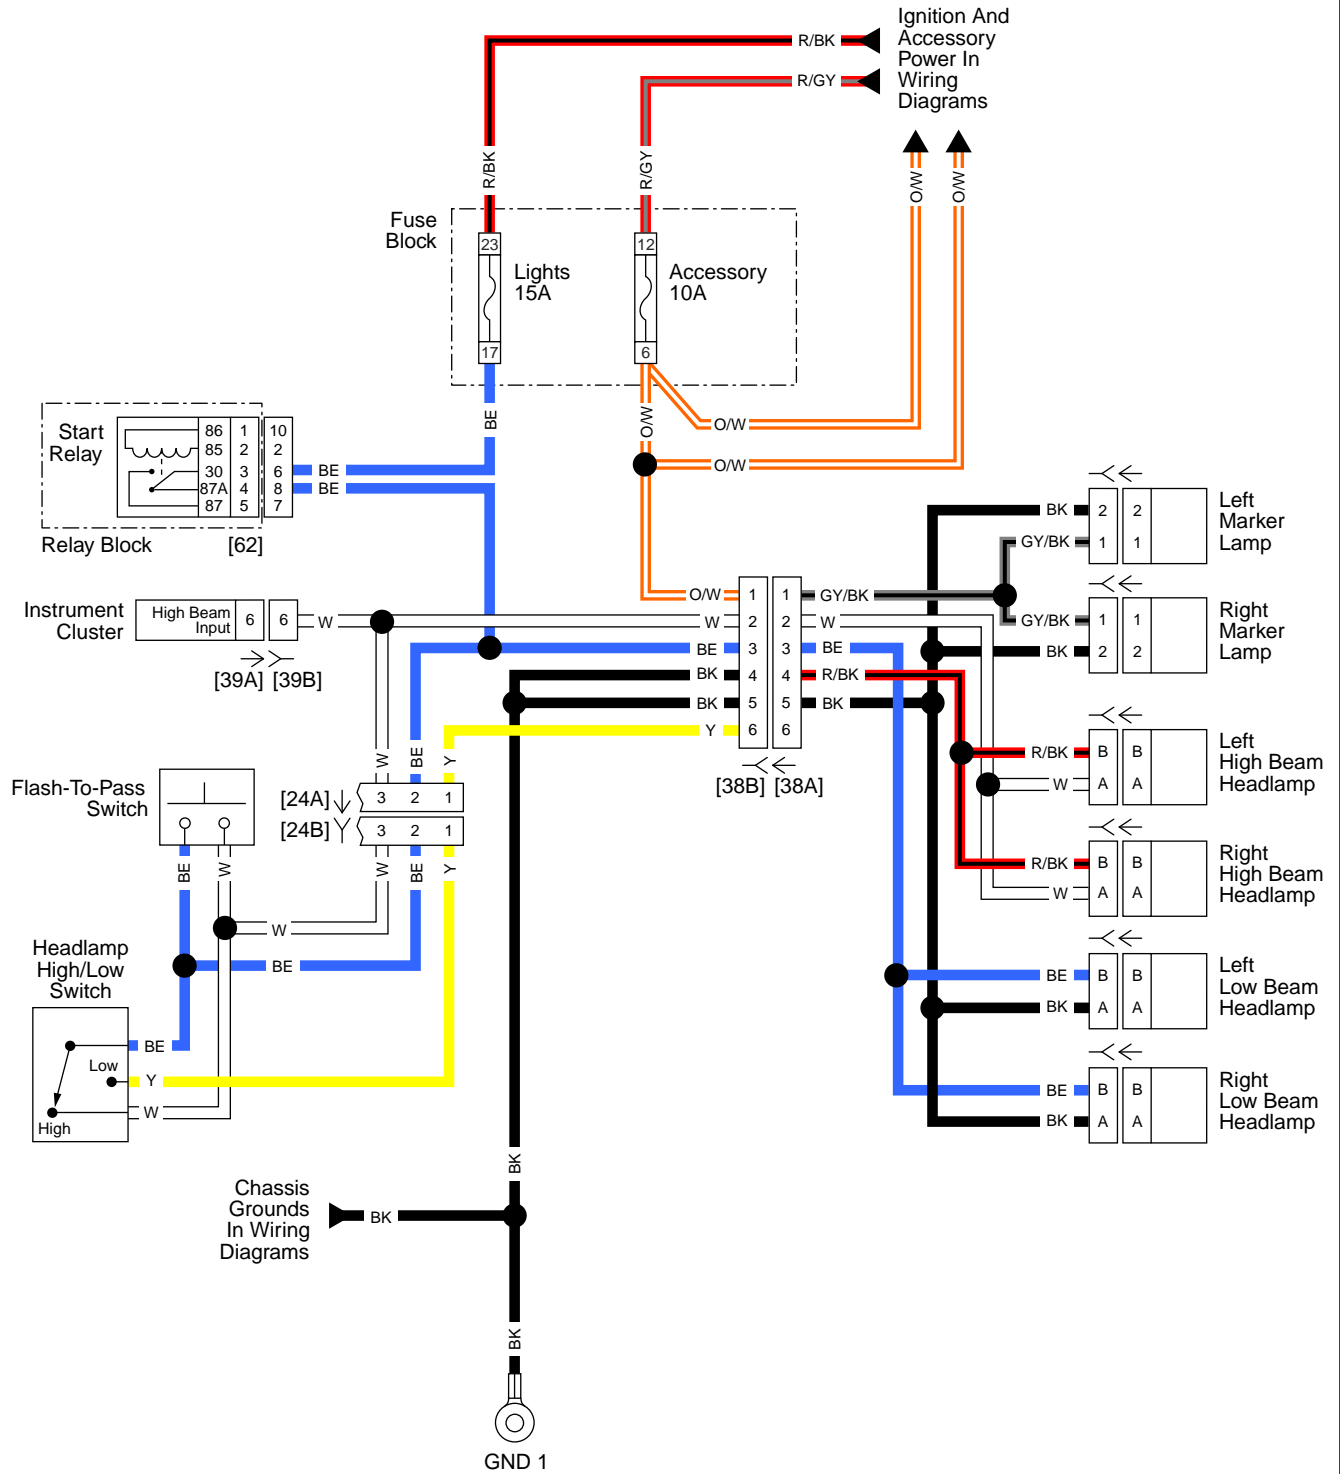 Ignition And
Accessory
Power In
Wiring
Diagrams
R/BK
R/GY
R/BK
R/GY
O/W
O/W
Fuse
Block
23
12
Lights
15A
Accessory
10A
17
6
BE
O/W
O/W
O/W
Start
Relay
86 1 10
85 2 2
30 3 6
87A 4 8
87 5 7
BE
BE
Relay Block [62]
Left
Marker
Lamp
BK 2 2
GY/BK 1 1
Right
Marker
Lamp
GY/BK 1 1
BK 2 2
Instrument
Cluster
High Beam
Input
6 6 W
[39A] [39B]
O/W 1 1 GY/BK
W 2 2 W
BE 3 3 BE
BK 4 4 R/BK
BK 5 5 BK
Y 6 6
[38B] [38A]
Left
High Beam
Headlamp
R/BK B B
W A A
W
BE
Y
Flash-To-Pass
Switch
[24A] 3 2 1
[24B] 3 2 1
BE
W
W
BE
Y
Right
High Beam
Headlamp
R/BK B B
W A A
W
BE
Headlamp
High/Low
Switch
BE
Low
Y
W
High
Left
Low Beam
Headlamp
BE B B
BK A A
Right
Low Beam
Headlamp
BE B B
BK A A
BK
Chassis
Grounds
In Wiring
Diagrams
BK
BK
GND 1